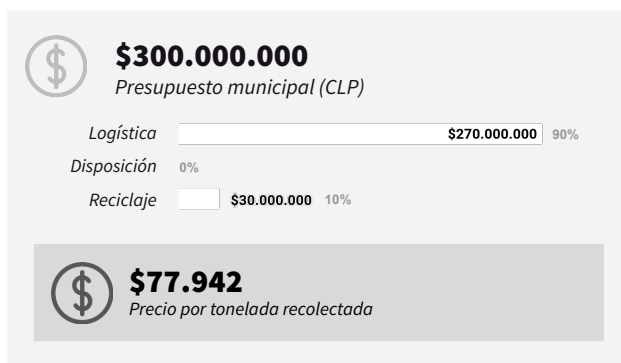 $300.000.000
Presupuesto municipal (CLP)
Logística $270.000.000 90%
Disposición 0%
Reciclaje $30.000.000 10%
$77.942
Precio por tonelada recolectada